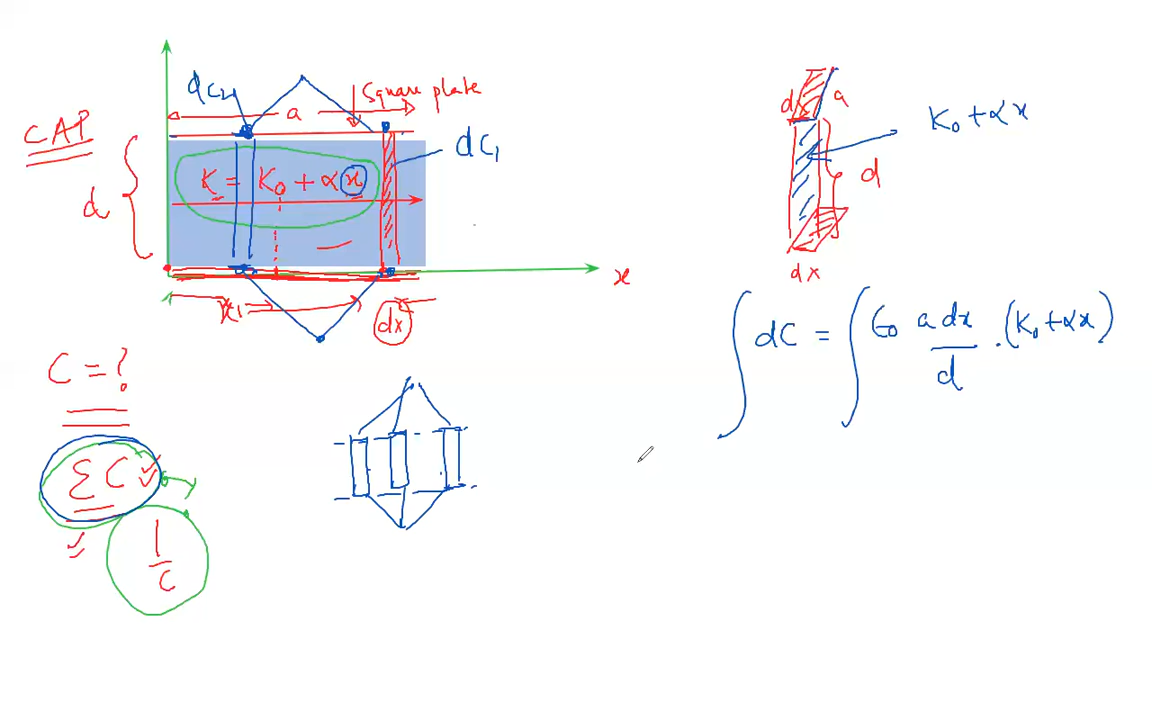 dC₂
Square plate
a
CAP
dC₁
K = K₀ + αx
d
x
x₁
dx
C = ?
ΣC
1/C
dx
a
K₀ + αx
d
dx
∫ dC = ∫ ε₀ a dx / d . (K₀ + αx)